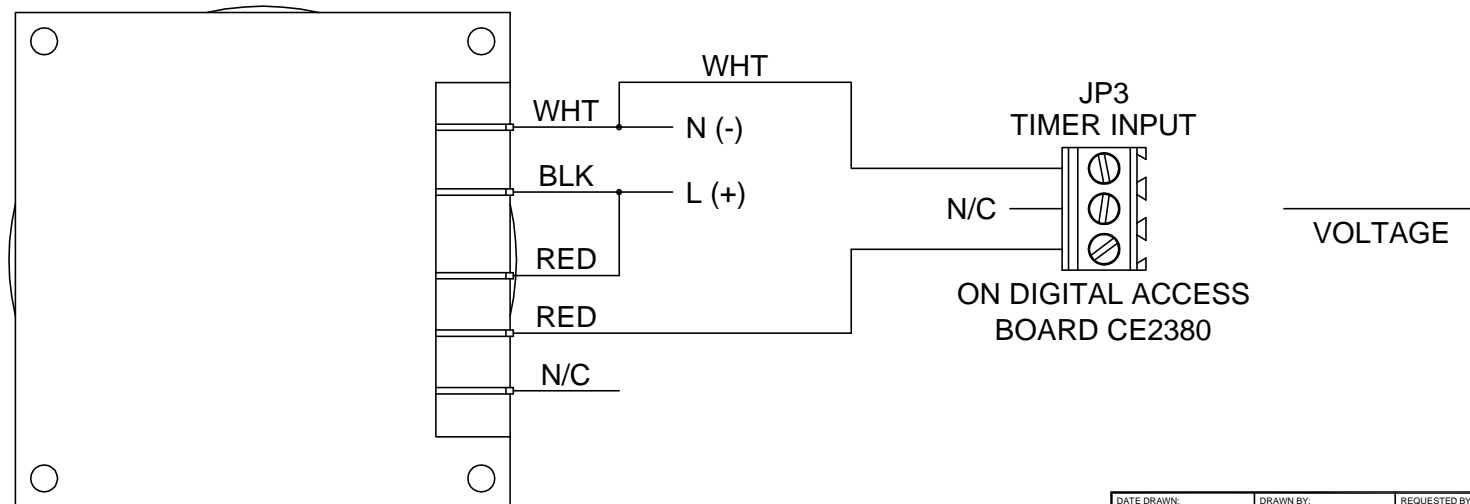 WHT
WHT
N (-)
BLK
L (+)
RED
RED
N/C
JP3
TIMER INPUT
N/C
ON DIGITAL ACCESS
BOARD CE2380
VOLTAGE
DATE DRAWN:
DRAWN BY:
REQUESTED BY